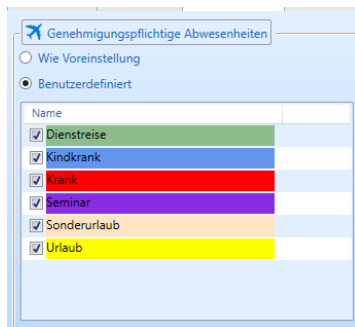 Genehmigungspflichtige Abwesenheiten
Wie Voreinstellung
Benutzerdefiniert
Name
Dienstreise
Kindkrank
Krank
Seminar
Sonderurlaub
Urlaub